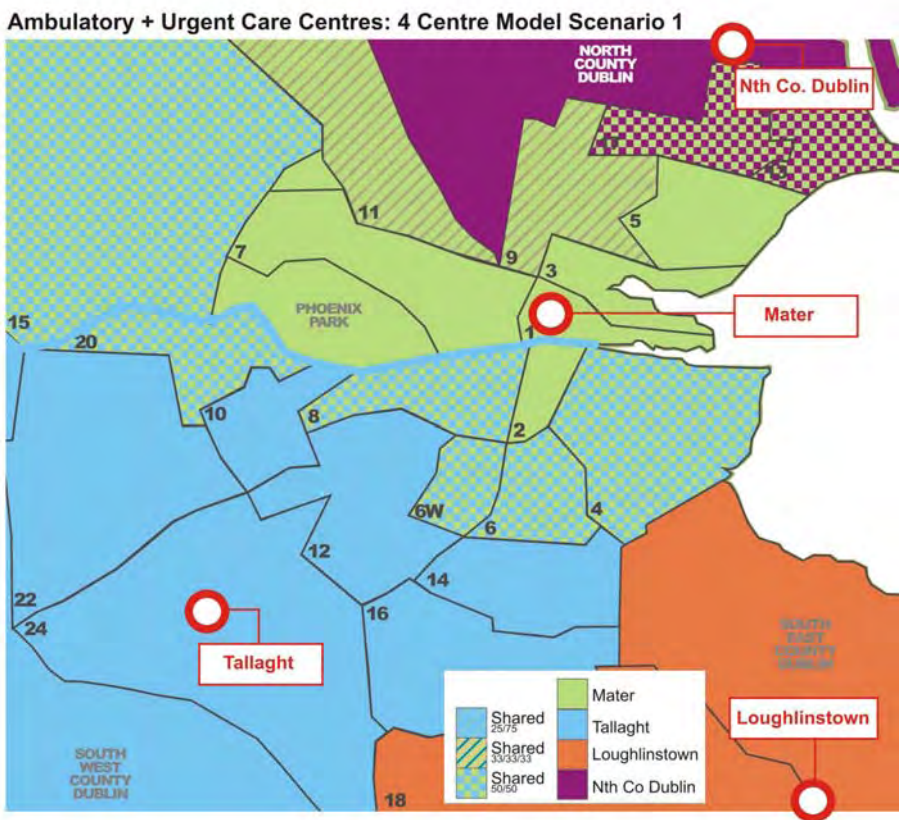 Ambulatory + Urgent Care Centres: 4 Centre Model Scenario 1
NORTH
COUNTY
DUBLIN
Nth Co. Dublin
17
13
5
11
9
3
7
PHOENIX
PARK
Mater
1
15
20
10
8
2
6W
6
4
12
14
16
22
24
Tallaght
SOUTH
EAST
COUNTY
DUBLIN
Loughlinstown
SOUTH
WEST
COUNTY
DUBLIN
18
Shared
25/75
Shared
33/33/33
Shared
50/50
Mater
Tallaght
Loughlinstown
Nth Co Dublin